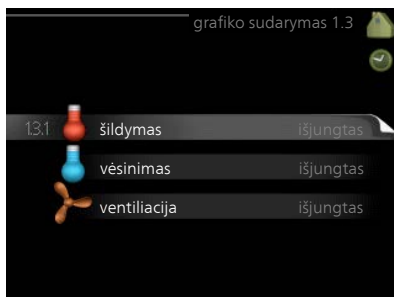 grafiko sudarymas 1.3
1.3.1 šildymas išjungtas
vėsinimas išjungtas
ventiliacija išjungtas